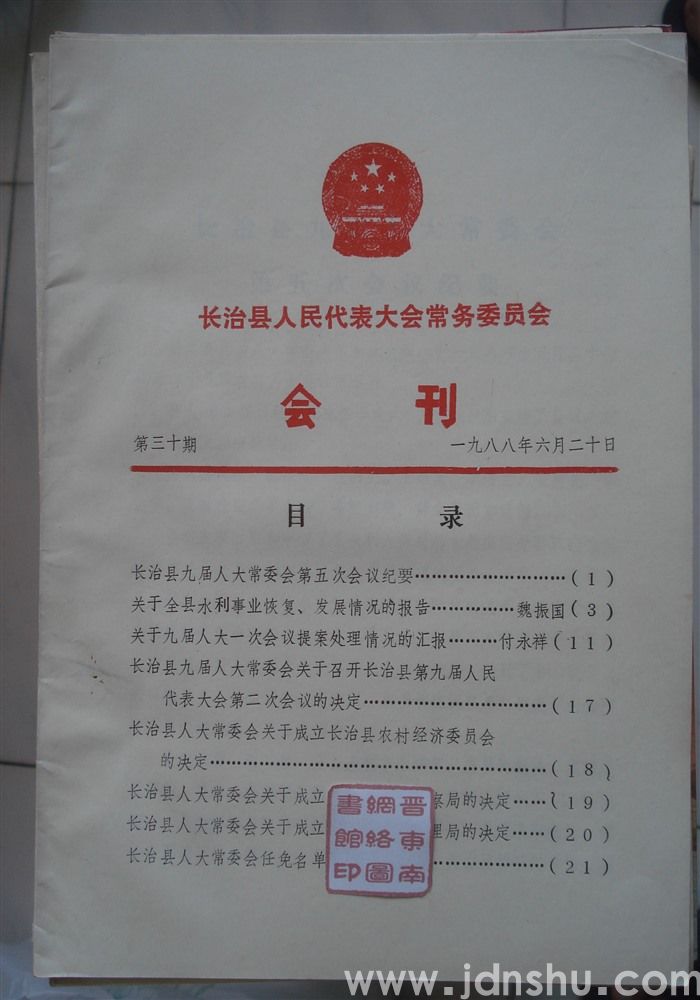 长治县人民代表大会常务委员会
会 刊
第三十期 一九八八年六月二十日
目 录
长治县九届人大常委会第五次会议纪要…………………………(1)
关于全县水利事业恢复、发展情况的报告……………魏振国(3)
关于九届人大一次会议提案处理情况的汇报………付永祥(11)
长治县九届人大常委会关于召开长治县第九届人民
代表大会第二次会议的决定……………………………(17)
长治县人大常委会关于成立长治县农村经济委员会
的决定……………………………………………………(18)
长治县人大常委会关于成立 察局的决定……(19)
长治县人大常委会关于成立 理局的决定……(20)
长治县人大常委会任免名单 ……………………(21)
晋東南
網絡圖
書館印
www.jdnshu.com